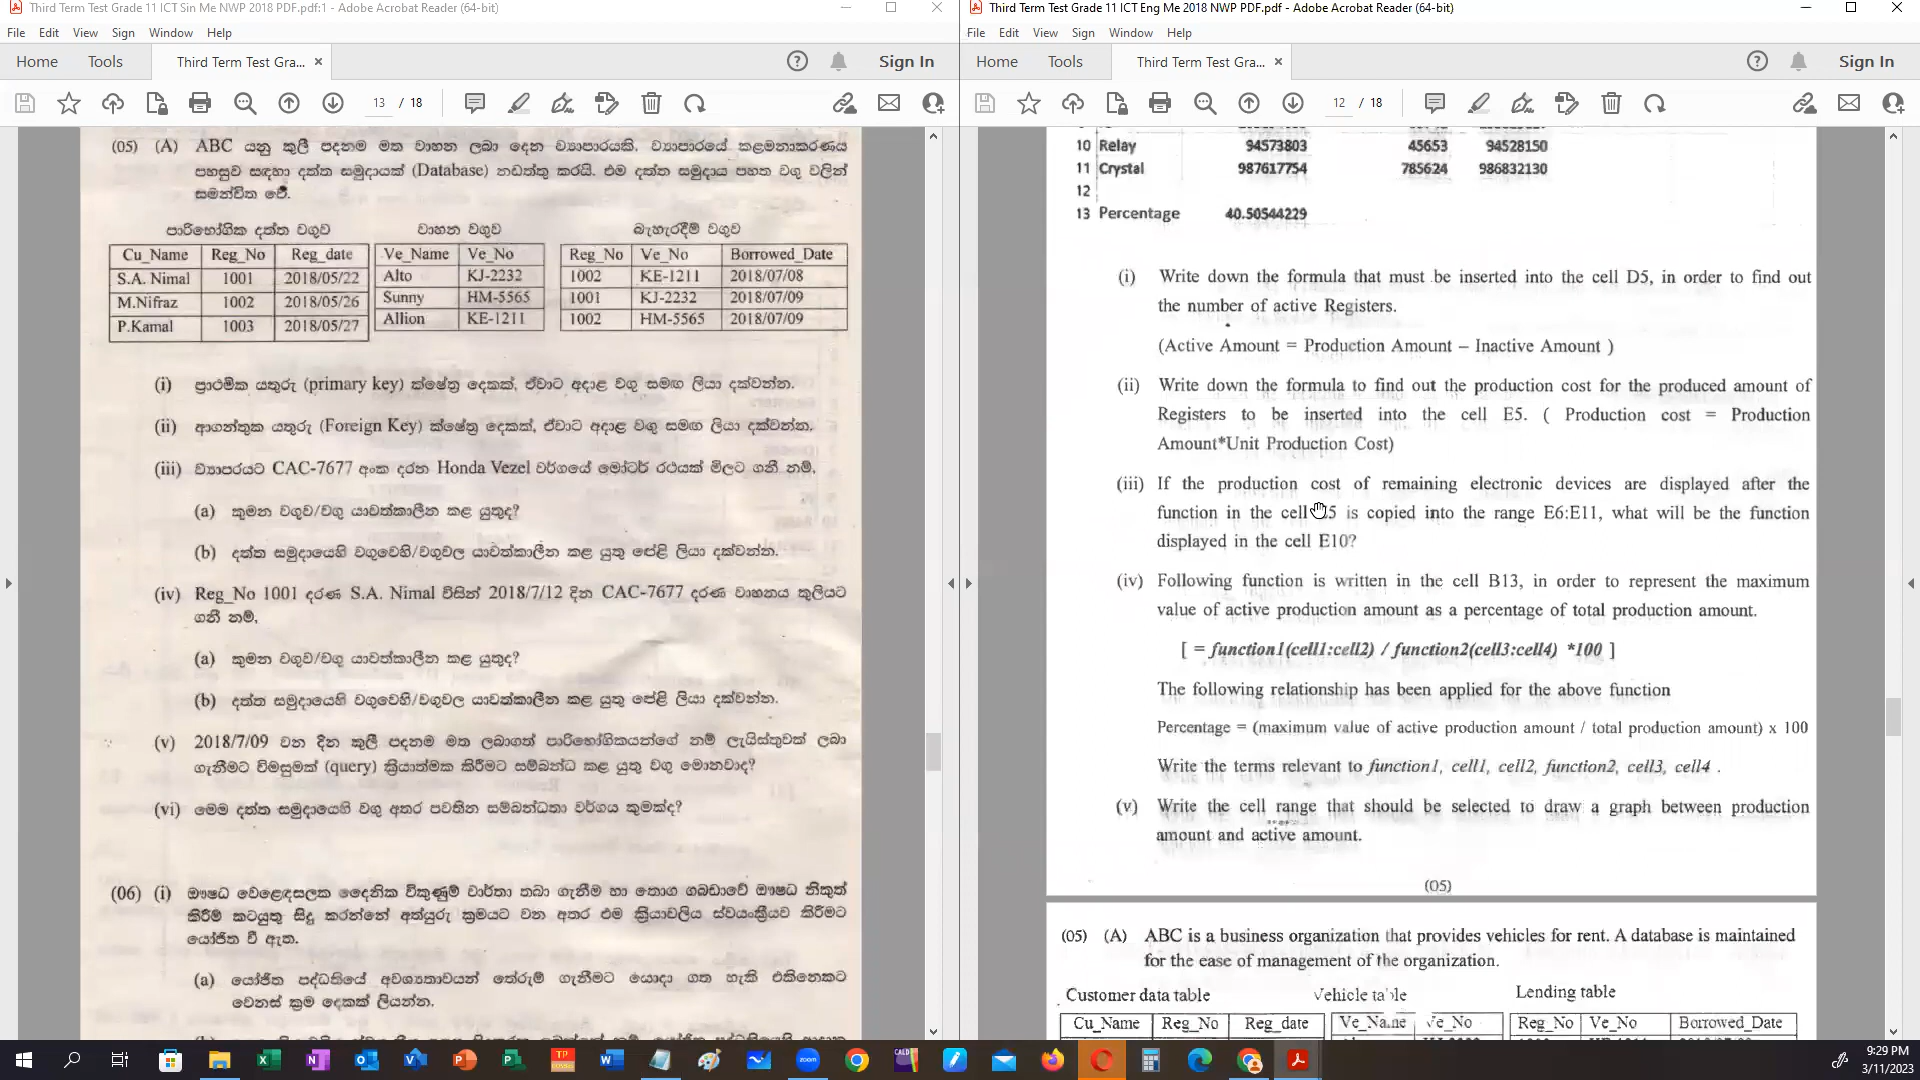 Third Term Test Grade 11 ICT Sin Me NWP 2018 PDF.pdf:1 - Adobe Acrobat Reader (64-bit)
File Edit View Sign Window Help
Home Tools Third Term Test Gra... × Sign In
13 / 18
(05) (A) ABC යනු කුලී පදනම මත වාහන ලබා දෙන ව්‍යාපාරයකි. ව්‍යාපාරයේ කළමනාකරණය
පහසුව සඳහා දත්ත සමුදායක් (Database) නඩත්තු කරයි. එම දත්ත සමුදාය පහත වගු වලින්
සමන්විත වේ.
පාරිභෝගික දත්ත වගුව
Cu_Name Reg_No Reg_date
S.A. Nimal 1001 2018/05/22
M.Nifraz 1002 2018/05/26
P.Kamal 1003 2018/05/27
වාහන වගුව
Ve_Name Ve_No
Alto KJ-2232
Sunny HM-5565
Allion KE-1211
බැහැරදීම් වගුව
Reg_No Ve_No Borrowed_Date
1002 KE-1211 2018/07/08
1001 KJ-2232 2018/07/09
1002 HM-5565 2018/07/09
(i) ප්‍රාථමික යතුරු (primary key) ක්ෂේත්‍ර දෙකක්, ඒවාට අදාළ වගු සමඟ ලියා දක්වන්න.
(ii) ආගන්තුක යතුරු (Foreign Key) ක්ෂේත්‍ර දෙකක්, ඒවාට අදාළ වගු සමඟ ලියා දක්වන්න.
(iii) ව්‍යාපරයට CAC-7677 අංක දරන Honda Vezel වර්ගයේ මෝටර් රථයක් මිලට ගනී නම්,
(a) කුමන වගුව/වගු යාවත්කාලීන කළ යුතුද?
(b) දත්ත සමුදායෙහි වගුවෙහි/වගුවල යාවත්කාලීන කළ යුතු පේළි ලියා දක්වන්න.
(iv) Reg_No 1001 දරණ S.A. Nimal විසින් 2018/7/12 දින CAC-7677 දරණ වාහනය කුලියට
ගනී නම්,
(a) කුමන වගුව/වගු යාවත්කාලීන කළ යුතුද?
(b) දත්ත සමුදායෙහි වගුවෙහි/වගුවල යාවත්කාලීන කළ යුතු පේළි ලියා දක්වන්න.
(v) 2018/7/09 වන දින කුලී පදනම මත ලබාගත් පාරිභෝගිකයන්ගේ නම් ලැයිස්තුවක් ලබා
ගැනීමට විමසුමක් (query) ක්‍රියාත්මක කිරීමට සම්බන්ධ කළ යුතු වගු මොනවාද?
(vi) මෙම දත්ත සමුදායෙහි වගු අතර පවතින සම්බන්ධතා වර්ගය කුමක්ද?
(06) (i) ඖෂධ වෙළෙඳසලක දෛනික විකුණුම් වාර්තා තබා ගැනීම හා තොග ගබඩාවේ ඖෂධ නිකුත්
කිරීම් කටයුතු සිදු කරන්නේ අත්යුරු ක්‍රමයට වන අතර එම ක්‍රියාවලිය ස්වයංක්‍රීයව කිරීමට
යෝජිත වී ඇත.
(a) යෝජිත පද්ධතියේ අවශ්‍යතාවයන් තේරුම් ගැනීමට යොදා ගත හැකි එකිනෙකට
වෙනස් ක්‍රම දෙකක් ලියන්න.
Third Term Test Grade 11 ICT Eng Me 2018 NWP PDF.pdf - Adobe Acrobat Reader (64-bit)
File Edit View Sign Window Help
Home Tools Third Term Test Gra... × Sign In
12 / 18
10 Relay 94573803 45653 94528150
11 Crystal 987617754 785624 986832130
12
13 Percentage 40.50544229
(i) Write down the formula that must be inserted into the cell D5, in order to find out
the number of active Registers.
(Active Amount = Production Amount – Inactive Amount )
(ii) Write down the formula to find out the production cost for the produced amount of
Registers to be inserted into the cell E5. ( Production cost = Production
Amount*Unit Production Cost)
(iii) If the production cost of remaining electronic devices are displayed after the
function in the cell 5 is copied into the range E6:E11, what will be the function
displayed in the cell E10?
(iv) Following function is written in the cell B13, in order to represent the maximum
value of active production amount as a percentage of total production amount.
[ = function1(cell1:cell2) / function2(cell3:cell4) *100 ]
The following relationship has been applied for the above function
Percentage = (maximum value of active production amount / total production amount) x 100
Write the terms relevant to function1, cell1, cell2, function2, cell3, cell4 .
(v) Write the cell range that should be selected to draw a graph between production
amount and active amount.
(05)
(05) (A) ABC is a business organization that provides vehicles for rent. A database is maintained
for the ease of management of the organization.
Customer data table Vehicle table Lending table
Cu_Name Reg_No Reg_date Ve_Name Ve_No Reg_No Ve_No Borrowed_Date
9:29 PM
3/11/2023